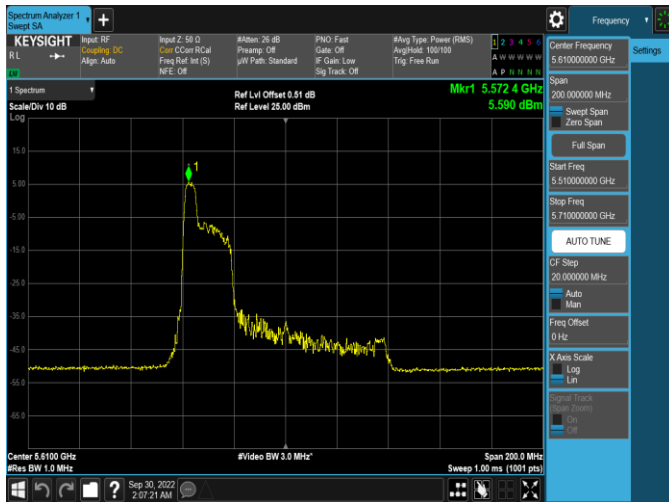 Spectrum Analyzer 1
Swept SA
Frequency
KEYSIGHT
RL
LXI
Input: RF
Coupling: DC
Align: Auto
Input Z: 50 Ω
Corr CCorr RCal
Freq Ref: Int (S)
NFE: Off
#Atten: 26 dB
Preamp: Off
µW Path: Standard
PNO: Fast
Gate: Off
IF Gain: Low
Sig Track: Off
#Avg Type: Power (RMS)
Avg|Hold: 100/100
Trig: Free Run
1 2 3 4 5 6
A W W W W W
A P N N N N
1 Spectrum
Scale/Div 10 dB
Log
Ref Lvl Offset 0.51 dB
Ref Level 25.00 dBm
Mkr1 5.572 4 GHz
5.590 dBm
15.0
5.00
-5.00
-15.0
-25.0
-35.0
-45.0
-55.0
-65.0
1
Center 5.6100 GHz
#Res BW 1.0 MHz
#Video BW 3.0 MHz*
Span 200.0 MHz
Sweep 1.00 ms (1001 pts)
Sep 30, 2022
2:07:21 AM
Settings
Center Frequency
5.610000000 GHz
Span
200.000000 MHz
Swept Span
Zero Span
Full Span
Start Freq
5.510000000 GHz
Stop Freq
5.710000000 GHz
AUTO TUNE
CF Step
20.000000 MHz
Auto
Man
Freq Offset
0 Hz
X Axis Scale
Log
Lin
Signal Track
(Span Zoom)
On
Off